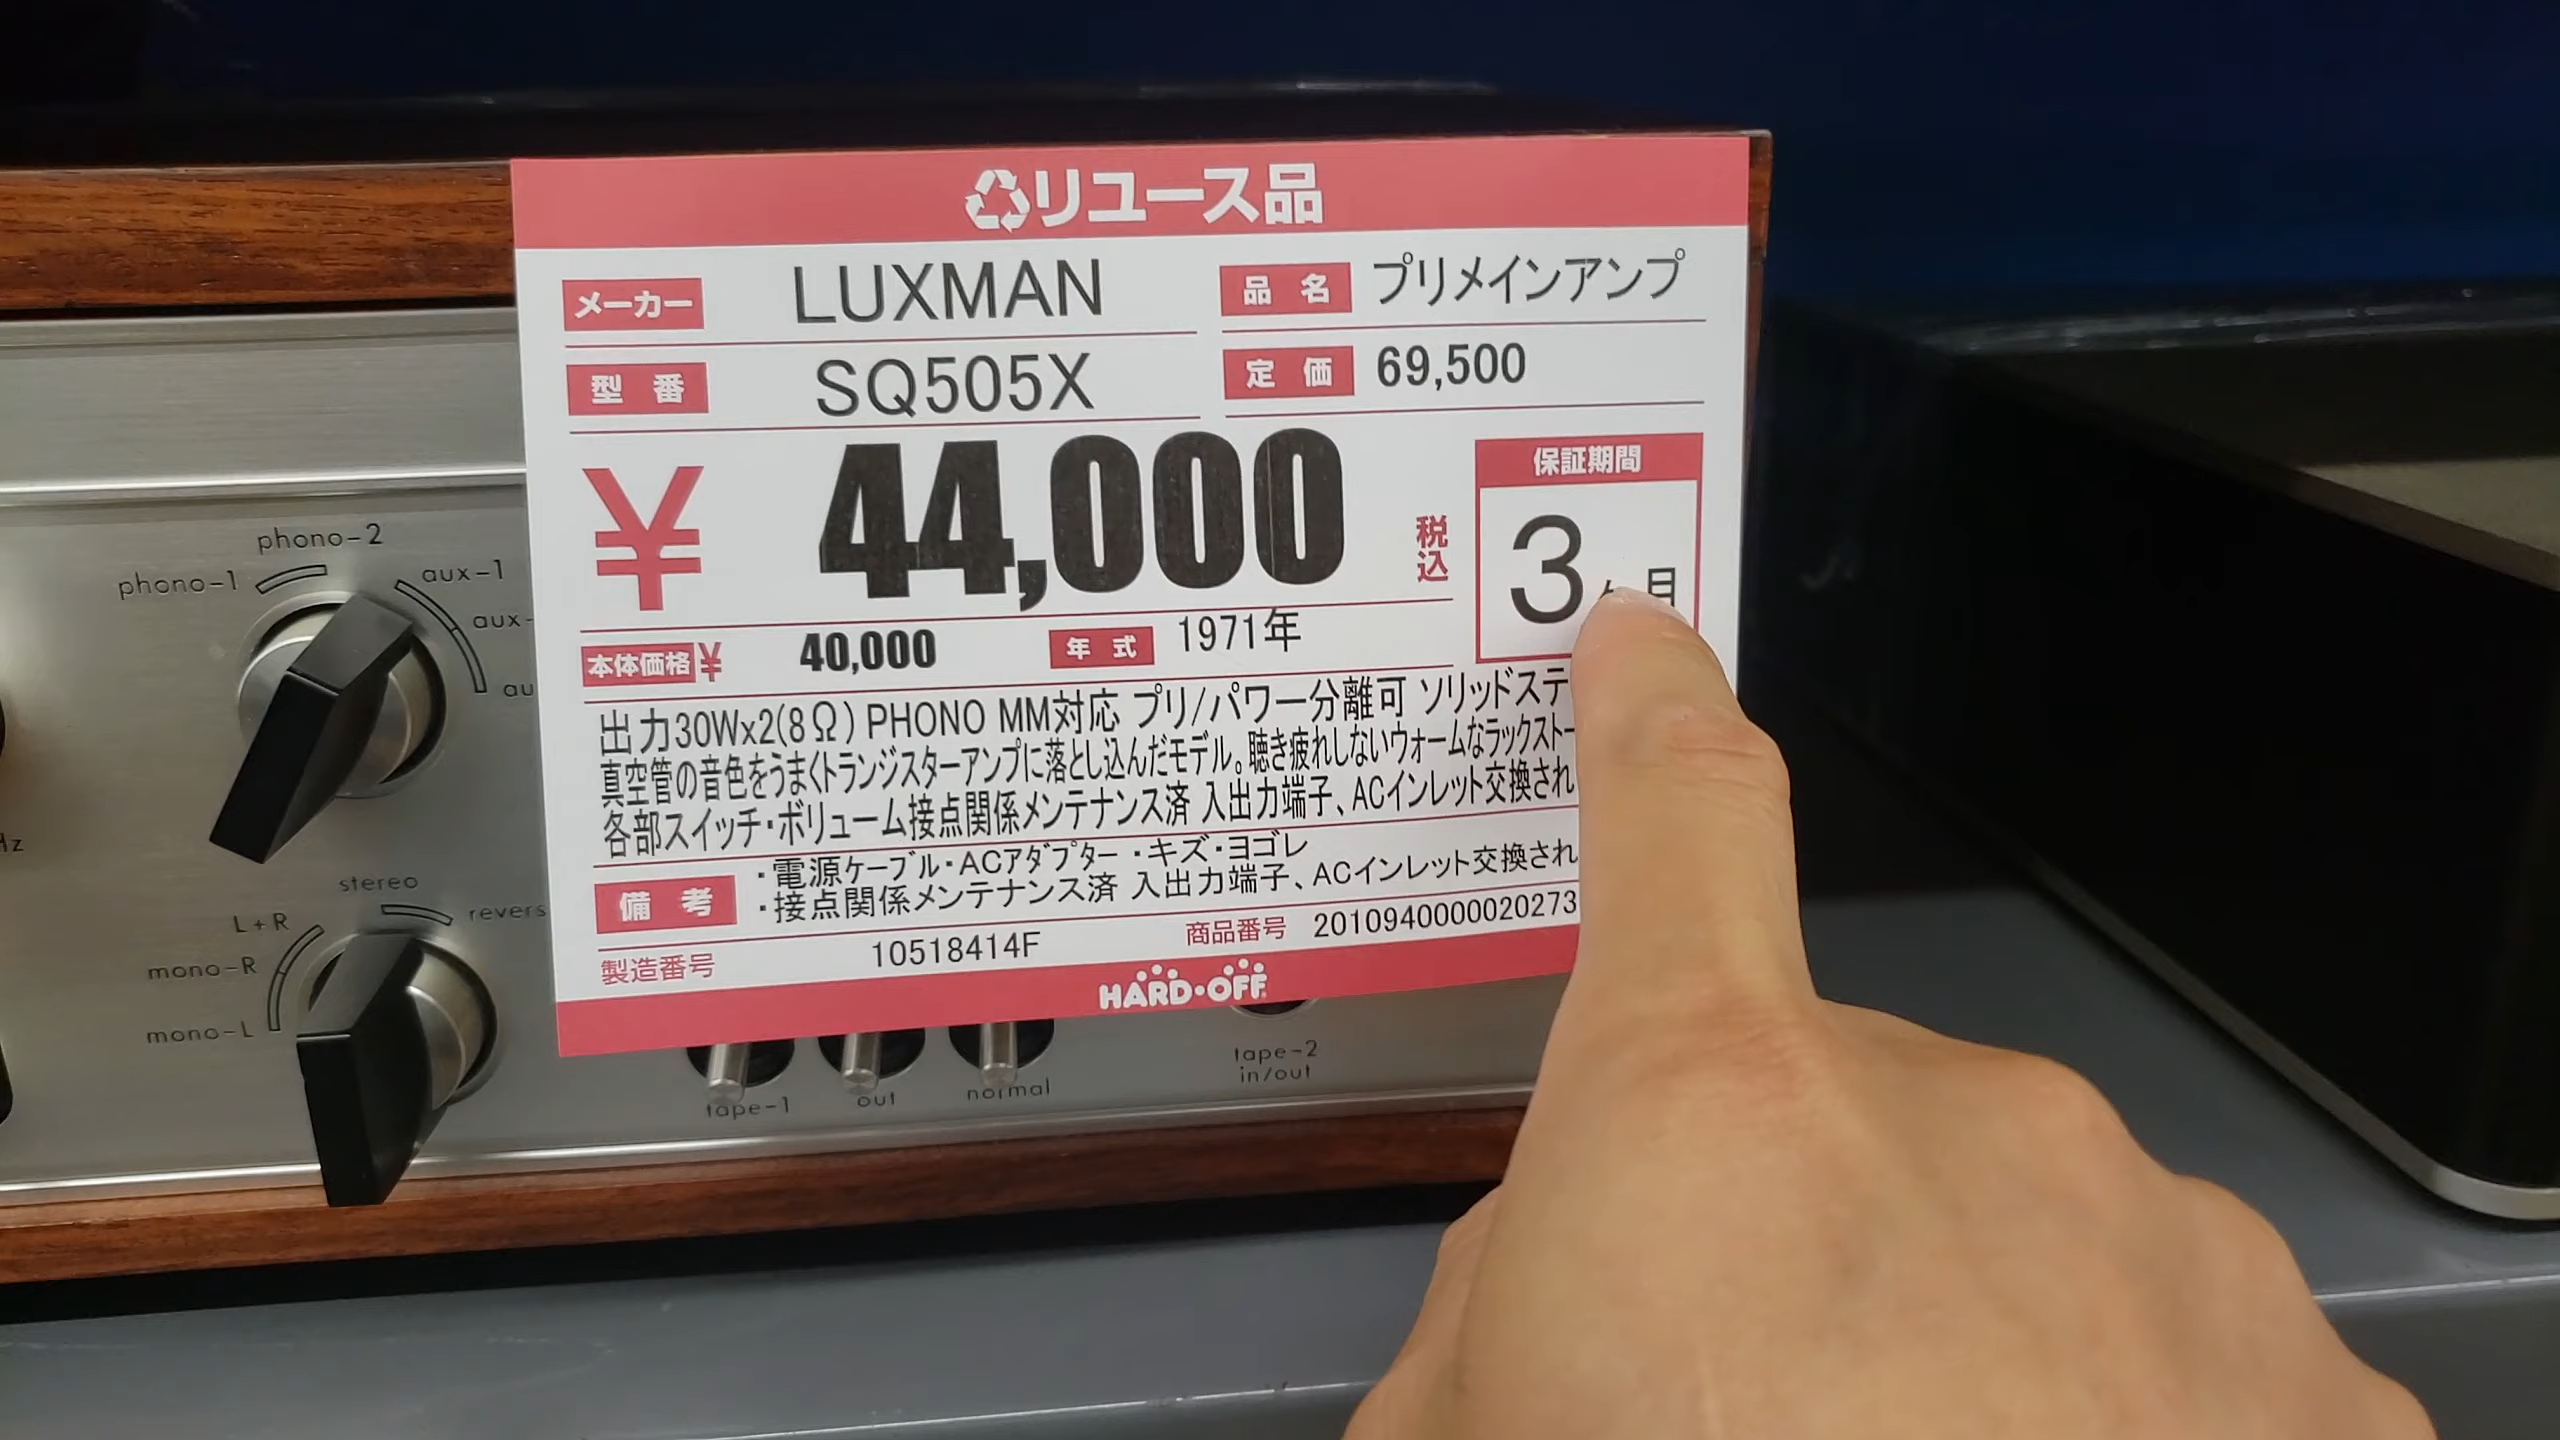 リユース品
メーカー LUXMAN 品名 プリメインアンプ
型番 SQ505X 定価 69,500
¥ 44,000 税込
保証期間
3ヶ月
本体価格¥ 40,000 年式 1971年
出力30Wx2(8Ω) PHONO MM対応 プリ/パワー分離可 ソリッドステ
真空管の音色をうまくトランジスターアンプに落とし込んだモデル。聴き疲れしないウォームなラックストー
各部スイッチ・ボリューム接点関係メンテナンス済 入出力端子、ACインレット交換され
備考 ・電源ケーブル・ACアダプター ・キズ・ヨゴレ
・接点関係メンテナンス済 入出力端子、ACインレット交換され
製造番号 10518414F 商品番号 2010940000020273
HARD・OFF
phono-2
phono-1
aux-1
aux-
au
Hz
stereo
L+R
revers
mono-R
mono-L
tape-1
out
normal
tape-2
in/out